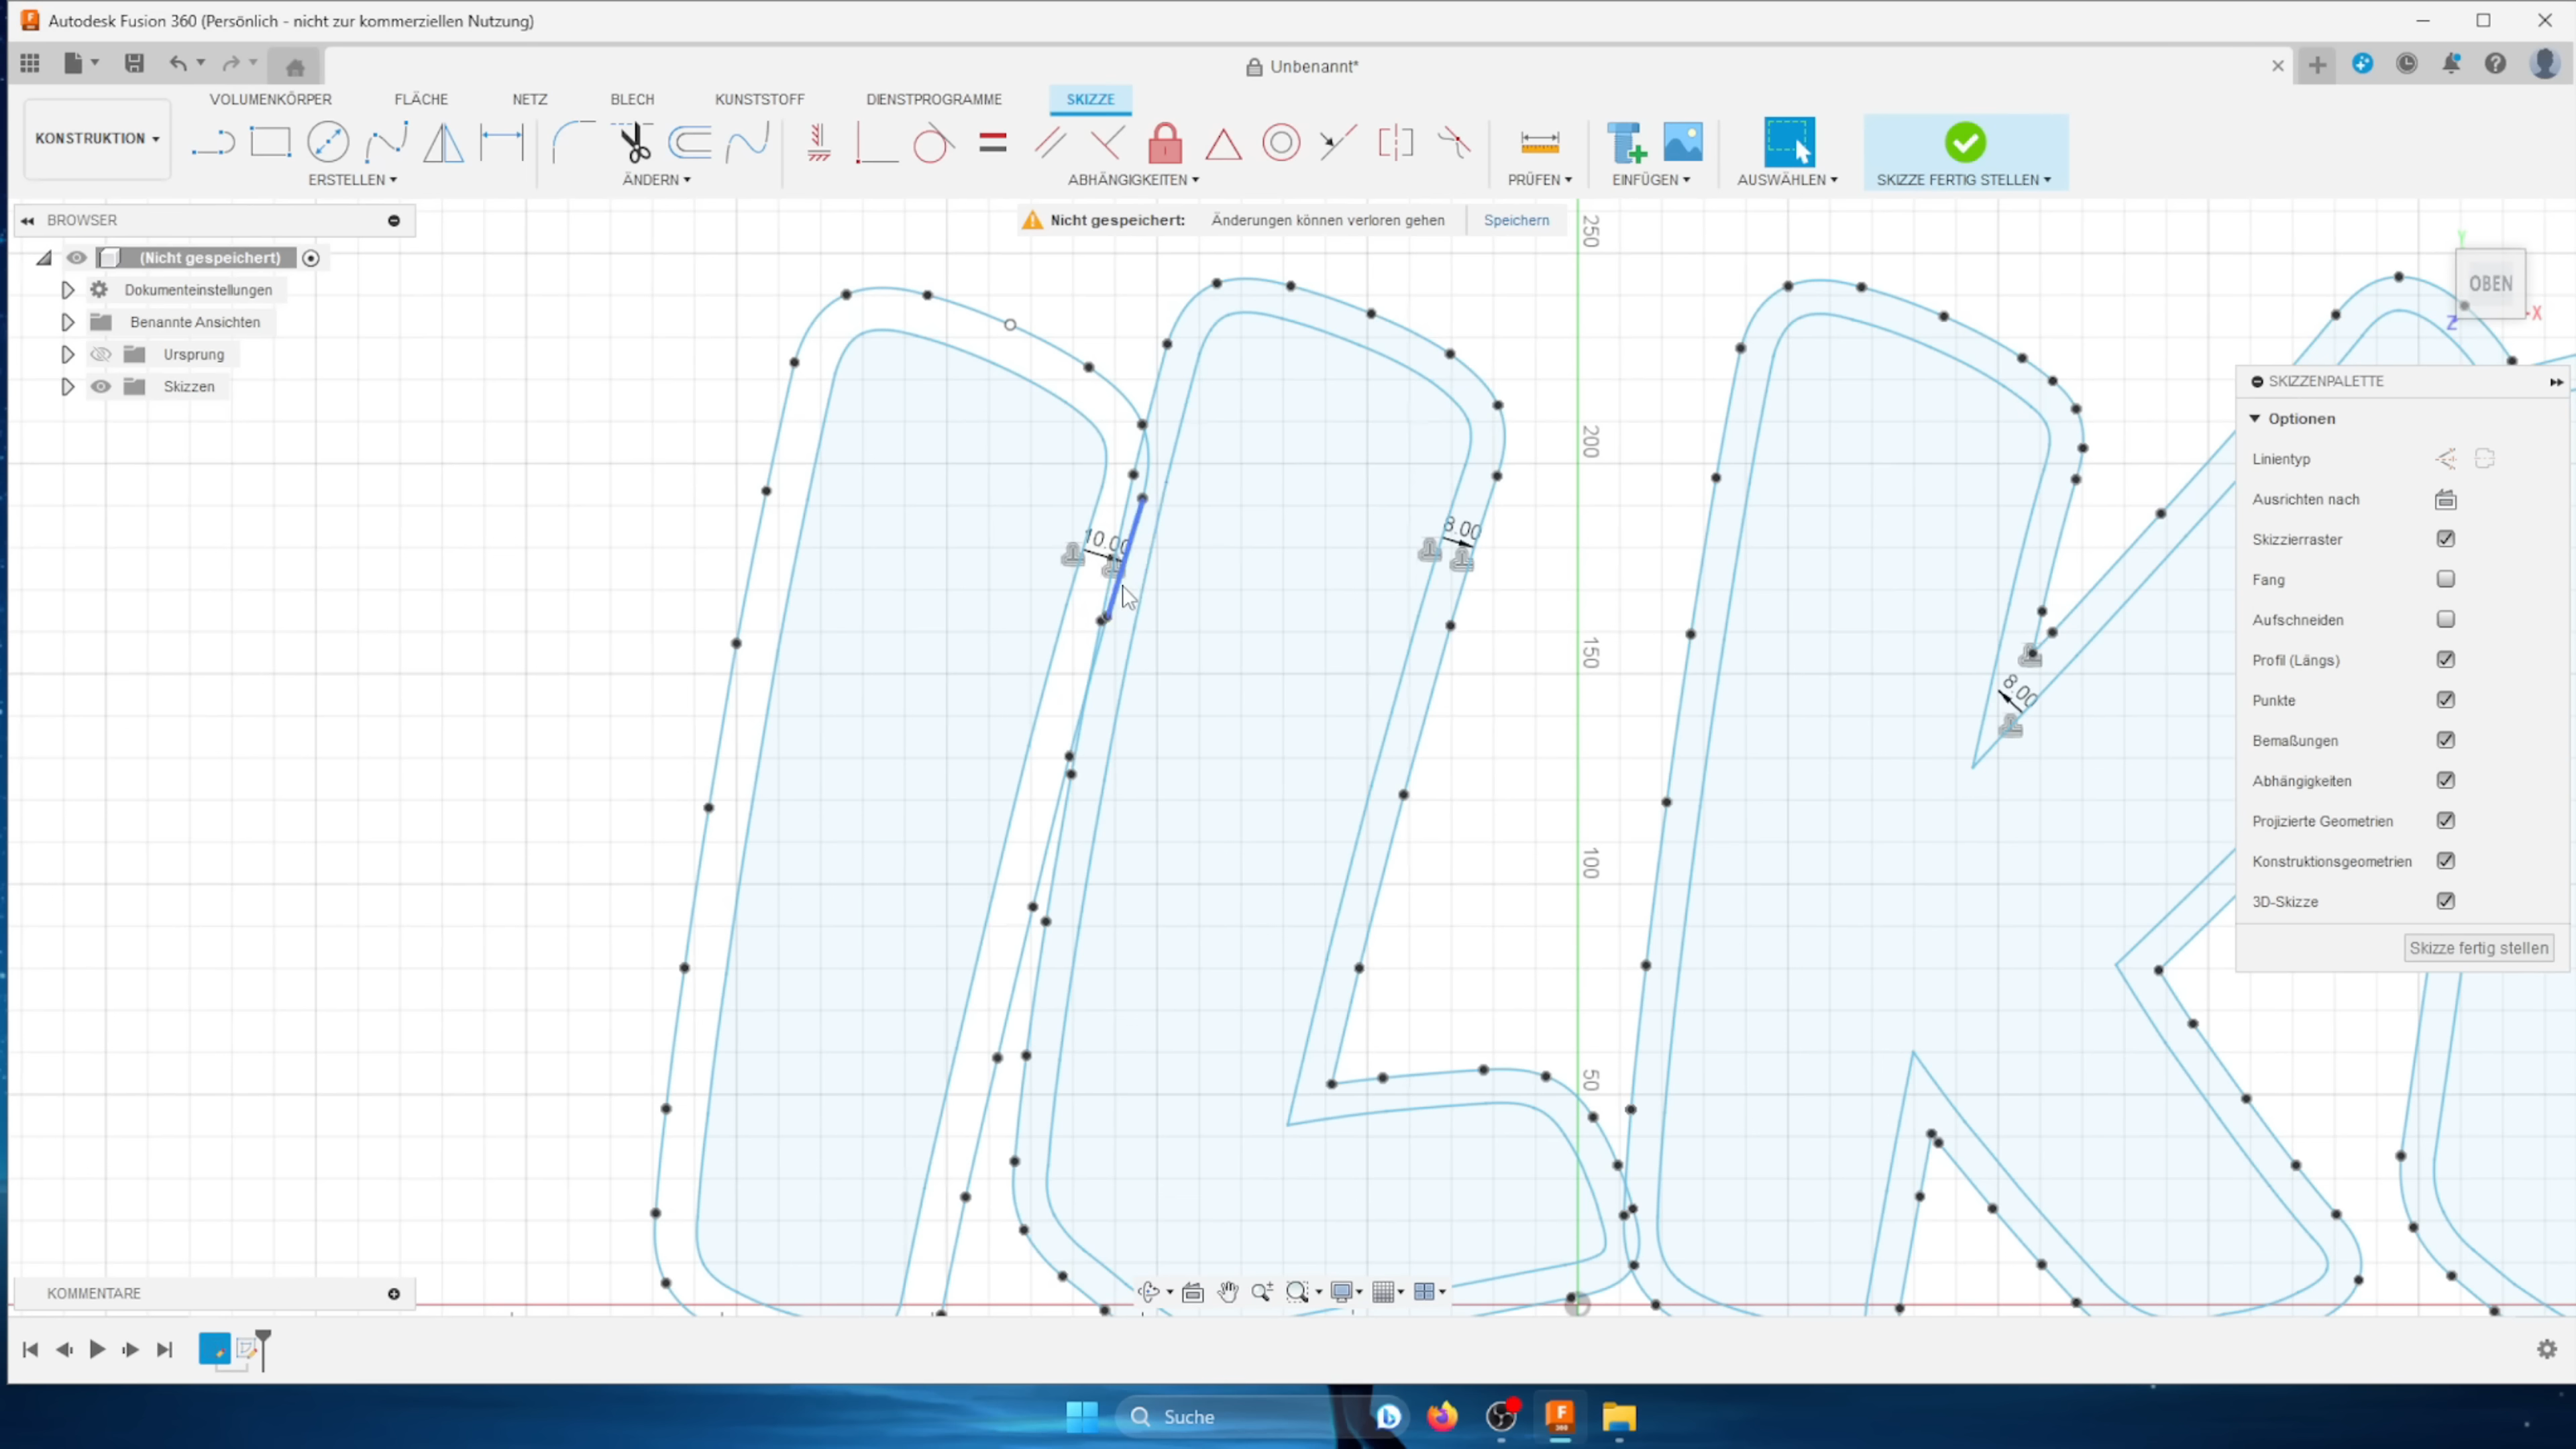 Autodesk Fusion 360 (Persönlich - nicht zur kommerziellen Nutzung)
Unbenannt*
VOLUMENKÖRPER FLÄCHE NETZ BLECH KUNSTSTOFF DIENSTPROGRAMME SKIZZE
KONSTRUKTION
ERSTELLEN ÄNDERN ABHÄNGIGKEITEN PRÜFEN EINFÜGEN AUSWÄHLEN SKIZZE FERTIG STELLEN
BROWSER
Nicht gespeichert: Änderungen können verloren gehen Speichern
(Nicht gespeichert)
Dokumenteinstellungen
Benannte Ansichten
Ursprung
Skizzen
250
200
150
100
50
10.00
8.00
8.00
Y
OBEN
Z
X
SKIZZENPALETTE
Optionen
Linientyp
Ausrichten nach
Skizzierraster
Fang
Aufschneiden
Profil (Längs)
Punkte
Bemaßungen
Abhängigkeiten
Projizierte Geometrien
Konstruktionsgeometrien
3D-Skizze
Skizze fertig stellen
KOMMENTARE
Suche
F
360